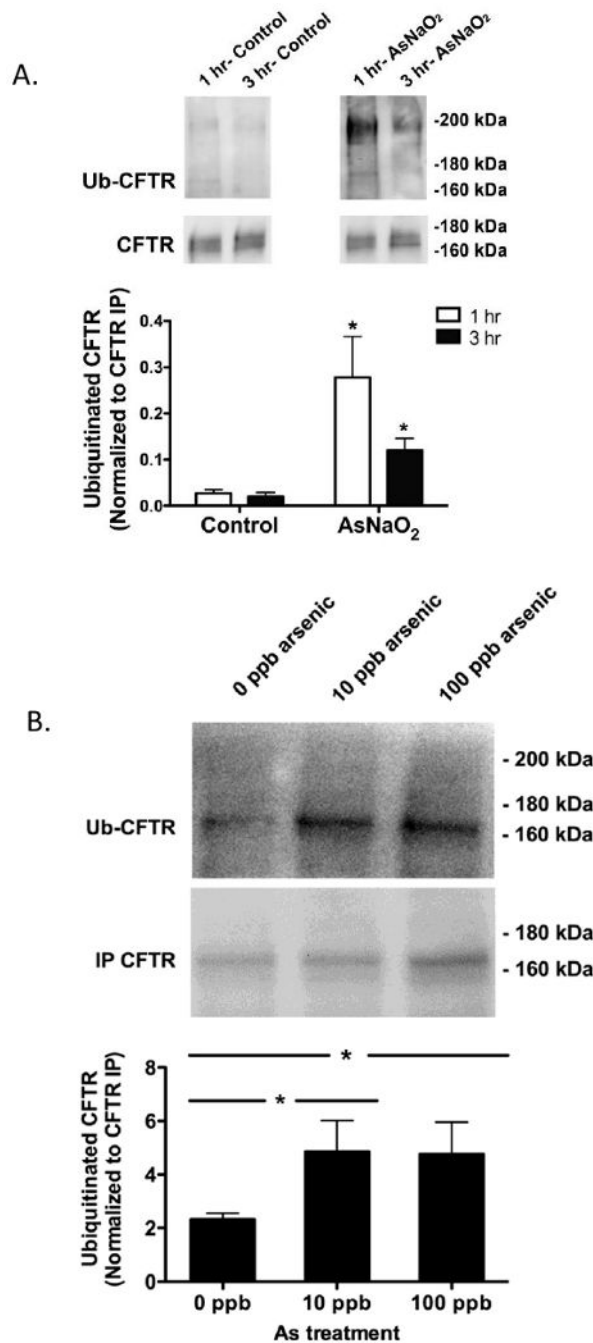 A.
1 hr- Control
3 hr- Control
1 hr- AsNaO₂
3 hr- AsNaO₂
-200 kDa
-180 kDa
Ub-CFTR
-160 kDa
-180 kDa
CFTR
-160 kDa
1 hr
3 hr
Ubiquitinated CFTR
(Normalized to CFTR IP)
0.4
0.3
0.2
0.1
0.0
*
*
Control
AsNaO₂
0 ppb arsenic
10 ppb arsenic
100 ppb arsenic
B.
- 200 kDa
- 180 kDa
Ub-CFTR
- 160 kDa
- 180 kDa
IP CFTR
- 160 kDa
Ubiquitinated CFTR
(Normalized to CFTR IP)
8
6
4
2
0
*
*
0 ppb
10 ppb
100 ppb
As treatment